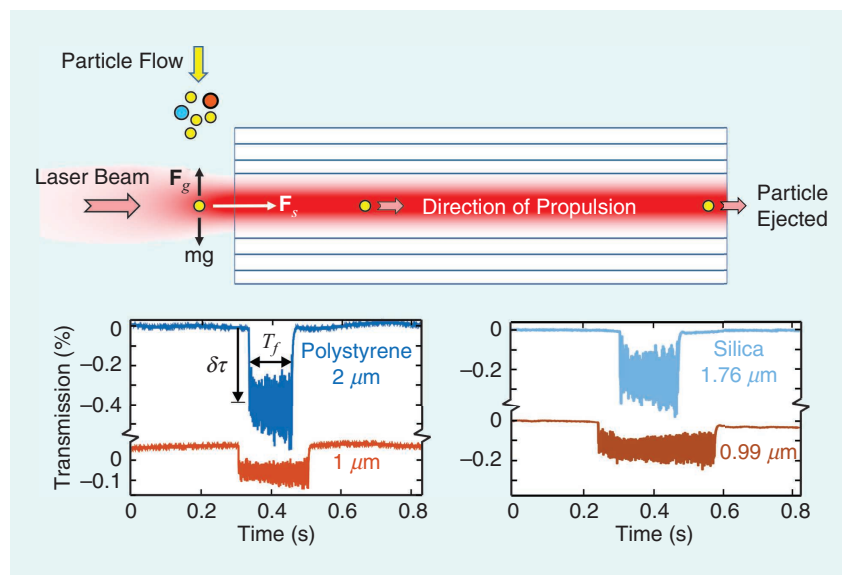 Particle Flow
Laser Beam
F_g
F_s
mg
Direction of Propulsion
Particle
Ejected
Transmission (%)
0
−0.2
−0.4
0
−0.1
δτ
T_f
Polystyrene
2 μm
1 μm
0 0.2 0.4 0.6 0.8
Time (s)
0
−0.2
0
−0.2
Silica
1.76 μm
0.99 μm
0 0.2 0.4 0.6 0.8
Time (s)